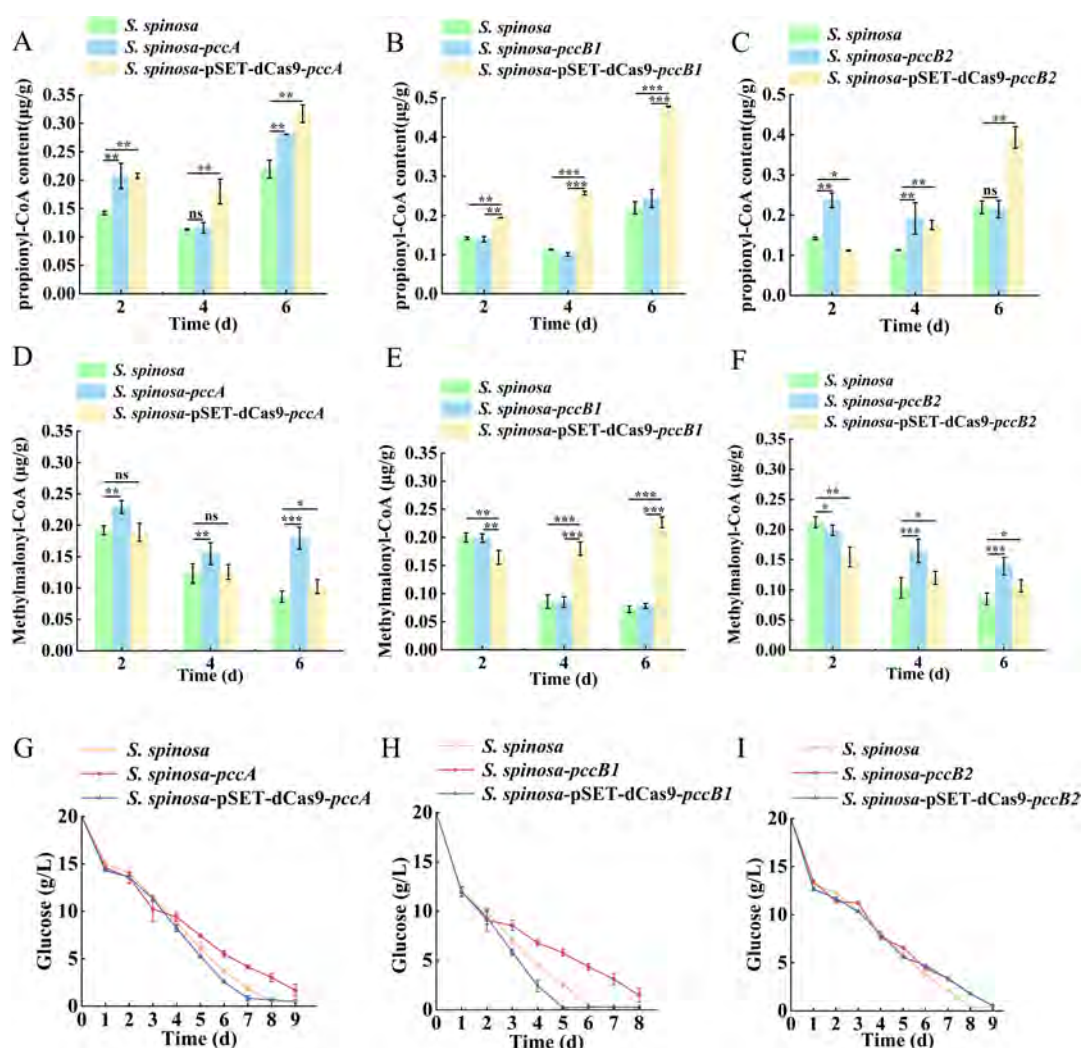 A
S. spinosa
S. spinosa-pccA
S. spinosa-pSET-dCas9-pccA
propionyl-CoA content(μg/g)
0.35
0.30
0.25
0.20
0.15
0.10
0.05
0.00
** ** ns ** ** **
2 4 6
Time (d)
B
S. spinosa
S. spinosa-pccB1
S. spinosa-pSET-dCas9-pccB1
propionyl-CoA content(μg/g)
0.5
0.4
0.3
0.2
0.1
0.0
** ** *** *** *** ***
2 4 6
Time (d)
C
S. spinosa
S. spinosa-pccB2
S. spinosa-pSET-dCas9-pccB2
propionyl-CoA content(μg/g)
0.5
0.4
0.3
0.2
0.1
0.0
* ** ** ** ** ns
2 4 6
Time (d)
D
S. spinosa
S. spinosa-pccA
S. spinosa-pSET-dCas9-pccA
Methylmalonyl-CoA (μg/g)
0.35
0.30
0.25
0.20
0.15
0.10
0.05
0.00
ns ** ns ** * ***
2 4 6
Time (d)
E
S. spinosa
S. spinosa-pccB1
S. spinosa-pSET-dCas9-pccB1
Methylmalonyl-CoA (μg/g)
0.35
0.30
0.25
0.20
0.15
0.10
0.05
0.00
** ** *** *** *** ***
2 4 6
Time (d)
F
S. spinosa
S. spinosa-pccB2
S. spinosa-pSET-dCas9-pccB2
Methylmalonyl-CoA (μg/g)
0.35
0.30
0.25
0.20
0.15
0.10
0.05
0.00
** * * *** * ***
2 4 6
Time (d)
G
S. spinosa
S. spinosa-pccA
S. spinosa-pSET-dCas9-pccA
Glucose (g/L)
20
15
10
5
0
0 1 2 3 4 5 6 7 8 9
Time (d)
H
S. spinosa
S. spinosa-pccB1
S. spinosa-pSET-dCas9-pccB1
Glucose (g/L)
20
15
10
5
0
0 1 2 3 4 5 6 7 8
Time (d)
I
S. spinosa
S. spinosa-pccB2
S. spinosa-pSET-dCas9-pccB2
Glucose (g/L)
20
15
10
5
0
0 1 2 3 4 5 6 7 8 9
Time (d)